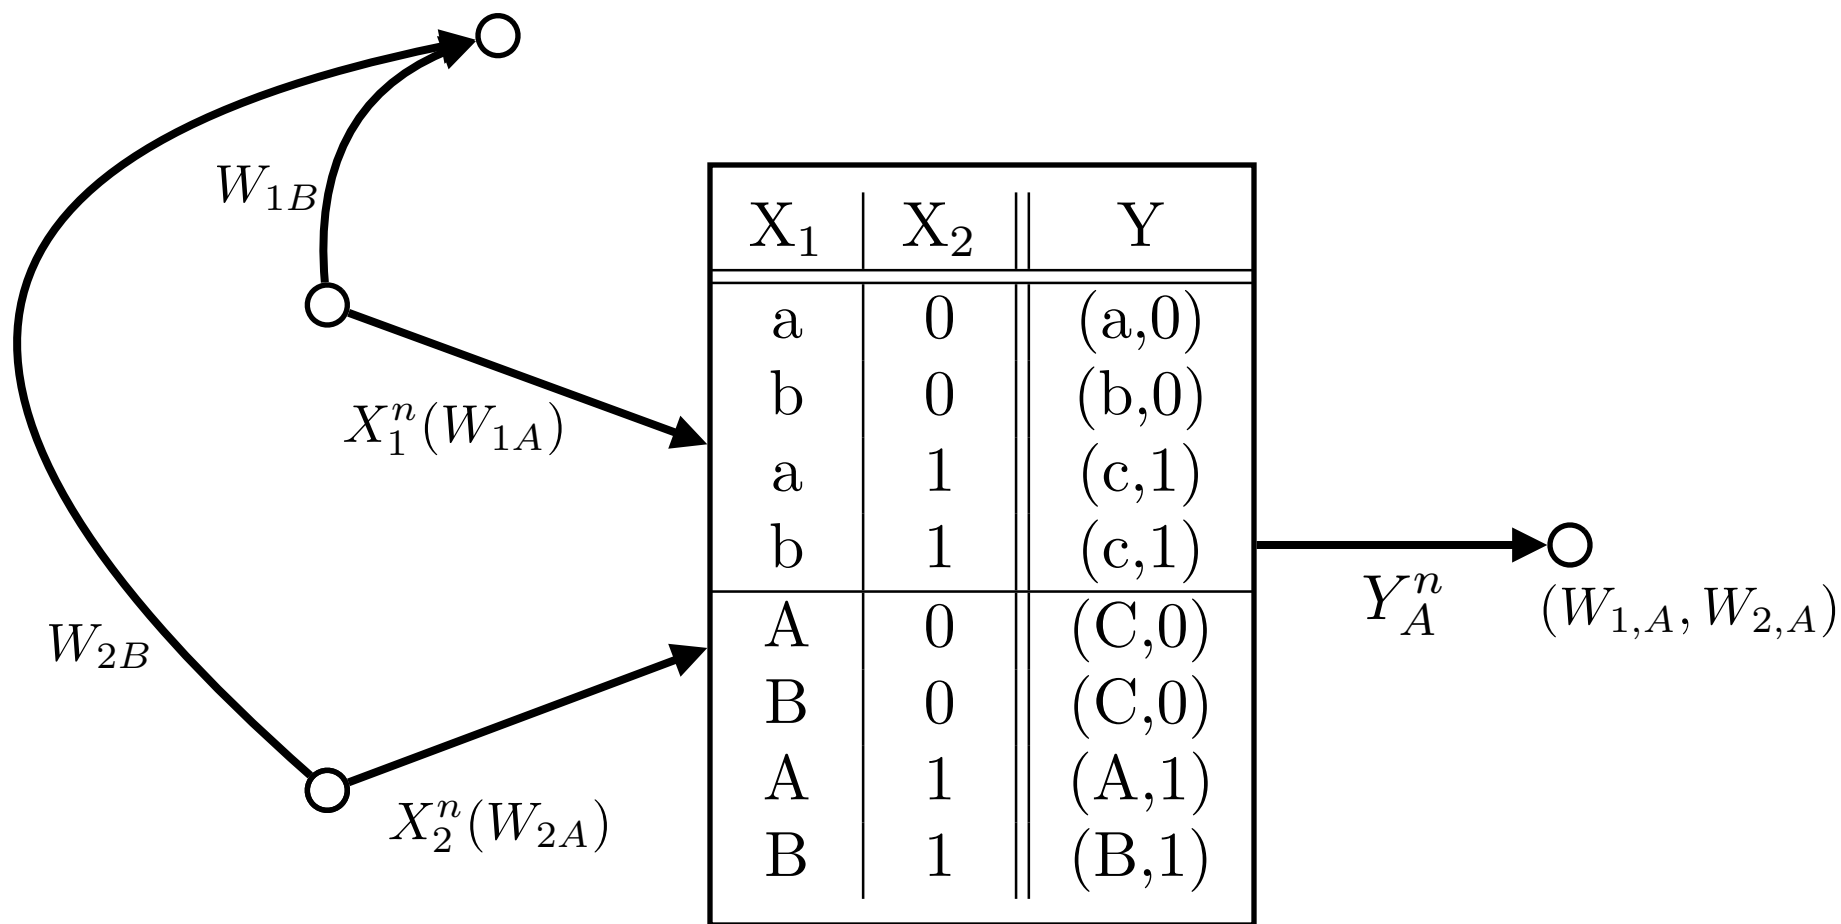 W_{1B}
X_1 | X_2 || Y
a | 0 || (a,0)
b | 0 || (b,0)
a | 1 || (c,1)
b | 1 || (c,1)
A | 0 || (C,0)
B | 0 || (C,0)
A | 1 || (A,1)
B | 1 || (B,1)
X_1^n(W_{1A})
Y_A^n
(W_{1,A}, W_{2,A})
W_{2B}
X_2^n(W_{2A})